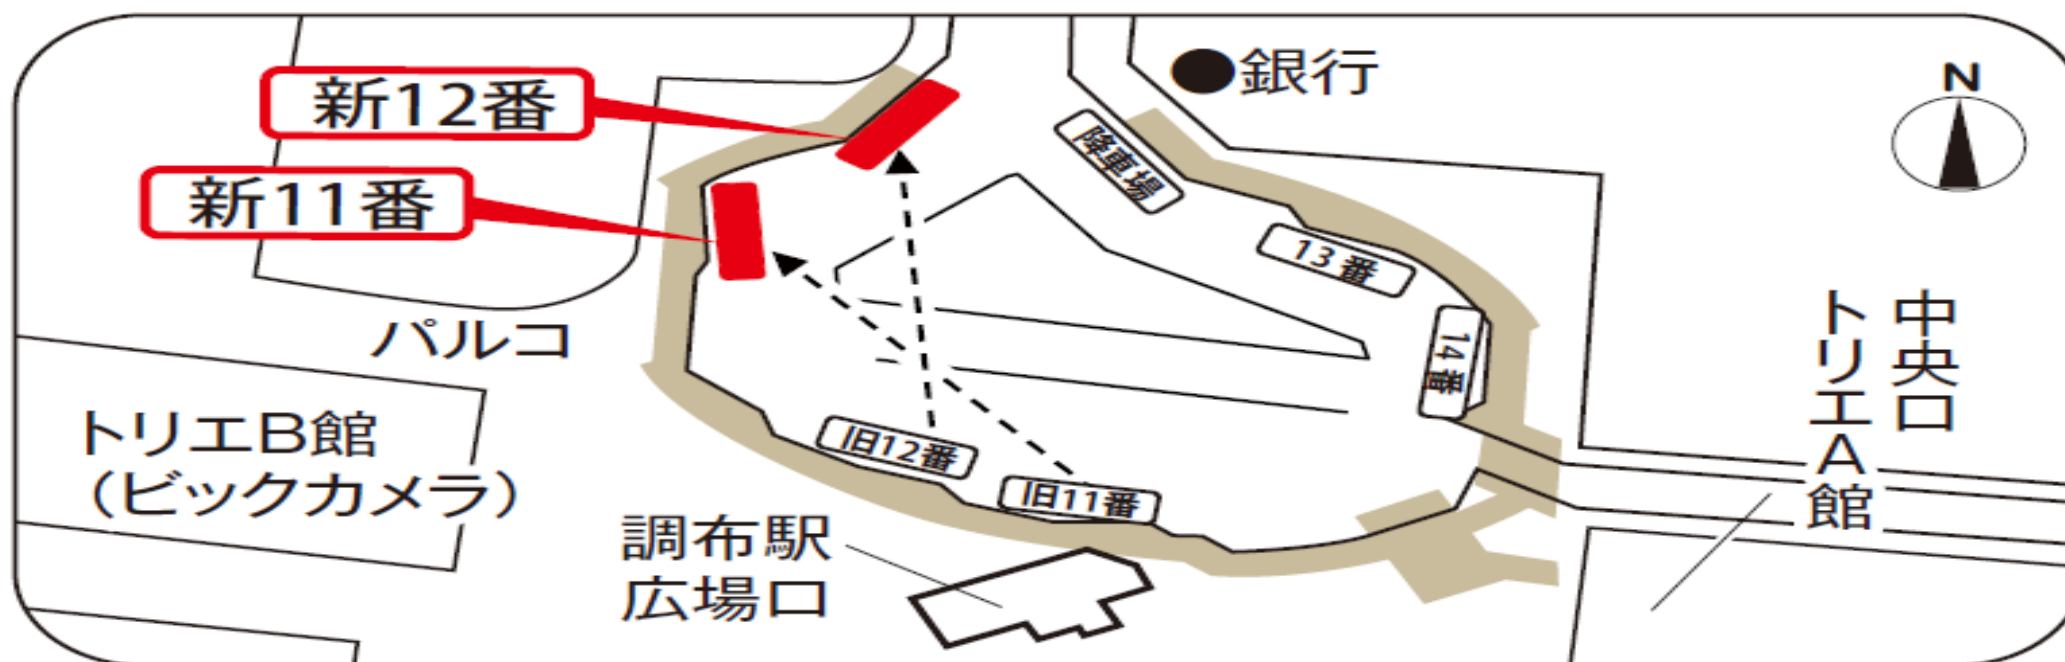 新12番
新11番
●銀行
N
降車場
13番
14番
パルコ
トリエB館
（ビックカメラ）
旧12番
旧11番
調布駅
広場口
中央口
トリエA館